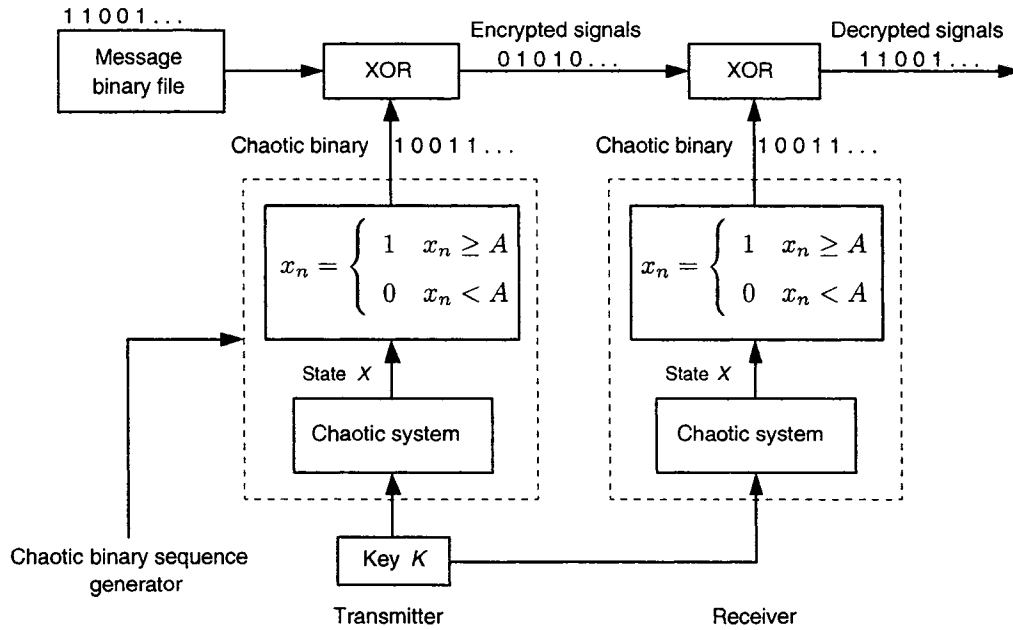 1 1 0 0 1 . . .
Message
binary file
XOR
Encrypted signals
0 1 0 1 0 . . .
XOR
Decrypted signals
1 1 0 0 1 . . .
Chaotic binary
1 0 0 1 1 . . .
Chaotic binary
1 0 0 1 1 . . .
x_n = { 1 x_n ≥ A
0 x_n < A
x_n = { 1 x_n ≥ A
0 x_n < A
State X
State X
Chaotic system
Chaotic system
Chaotic binary sequence
generator
Key K
Transmitter
Receiver